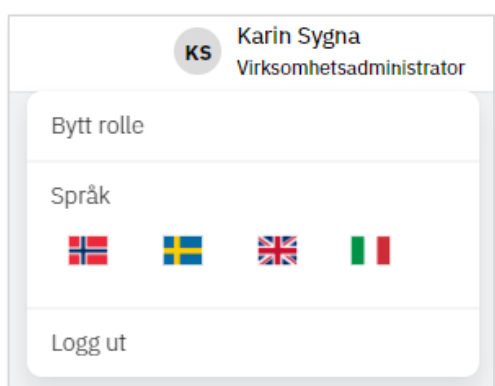 KS
Karin Sygna
Virksomhetsadministrator
Bytt rolle
Språk
Logg ut